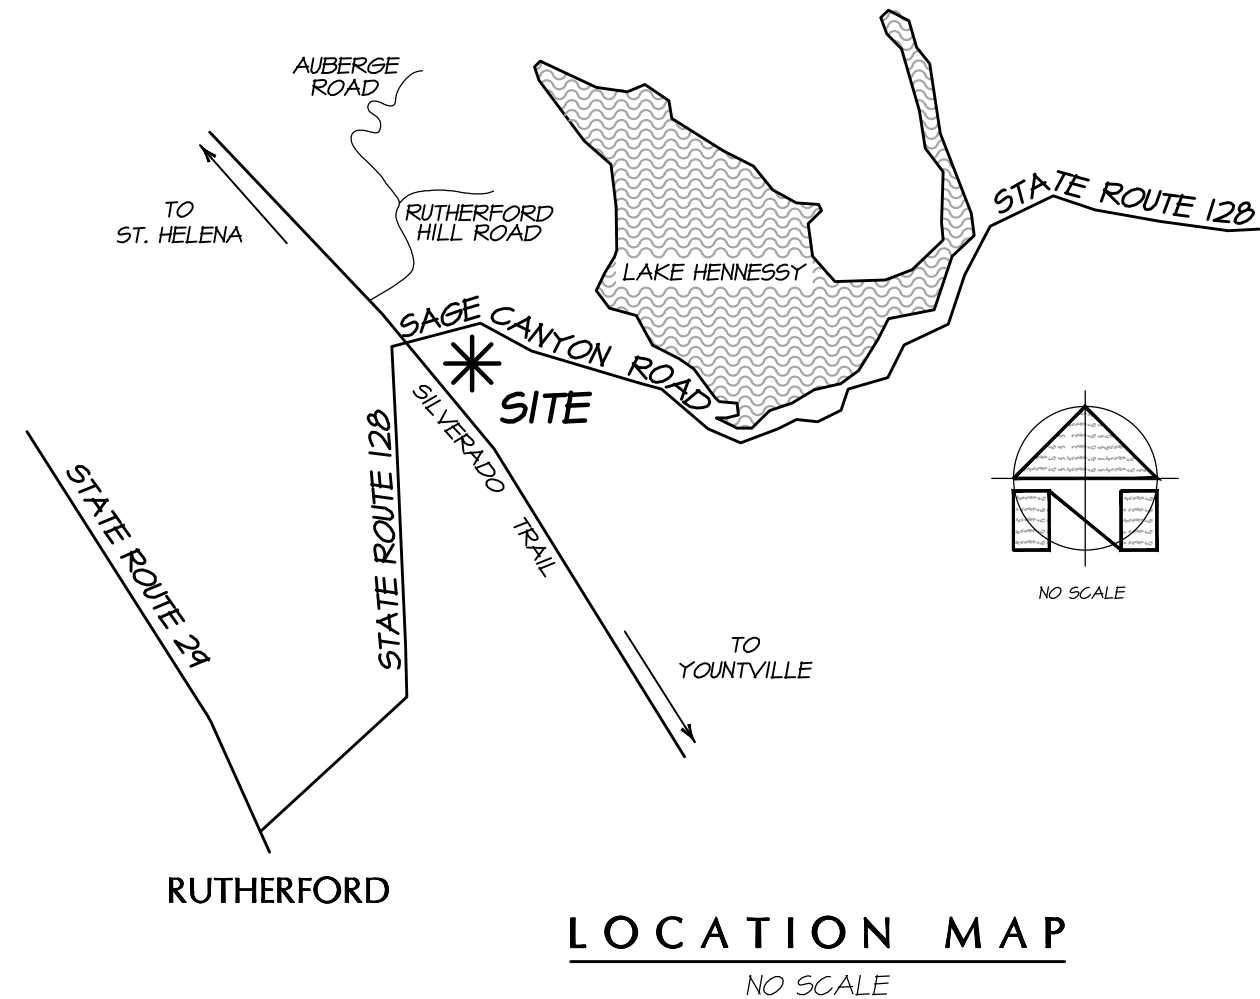 AUBERGE
ROAD
TO
ST. HELENA
RUTHERFORD
HILL ROAD
LAKE HENNESSY
STATE ROUTE 128
SAGE CANYON ROAD
SITE
SILVERADO TRAIL
STATE ROUTE 128
STATE ROUTE 29
NO SCALE
TO
YOUNTVILLE
RUTHERFORD
LOCATION MAP
NO SCALE